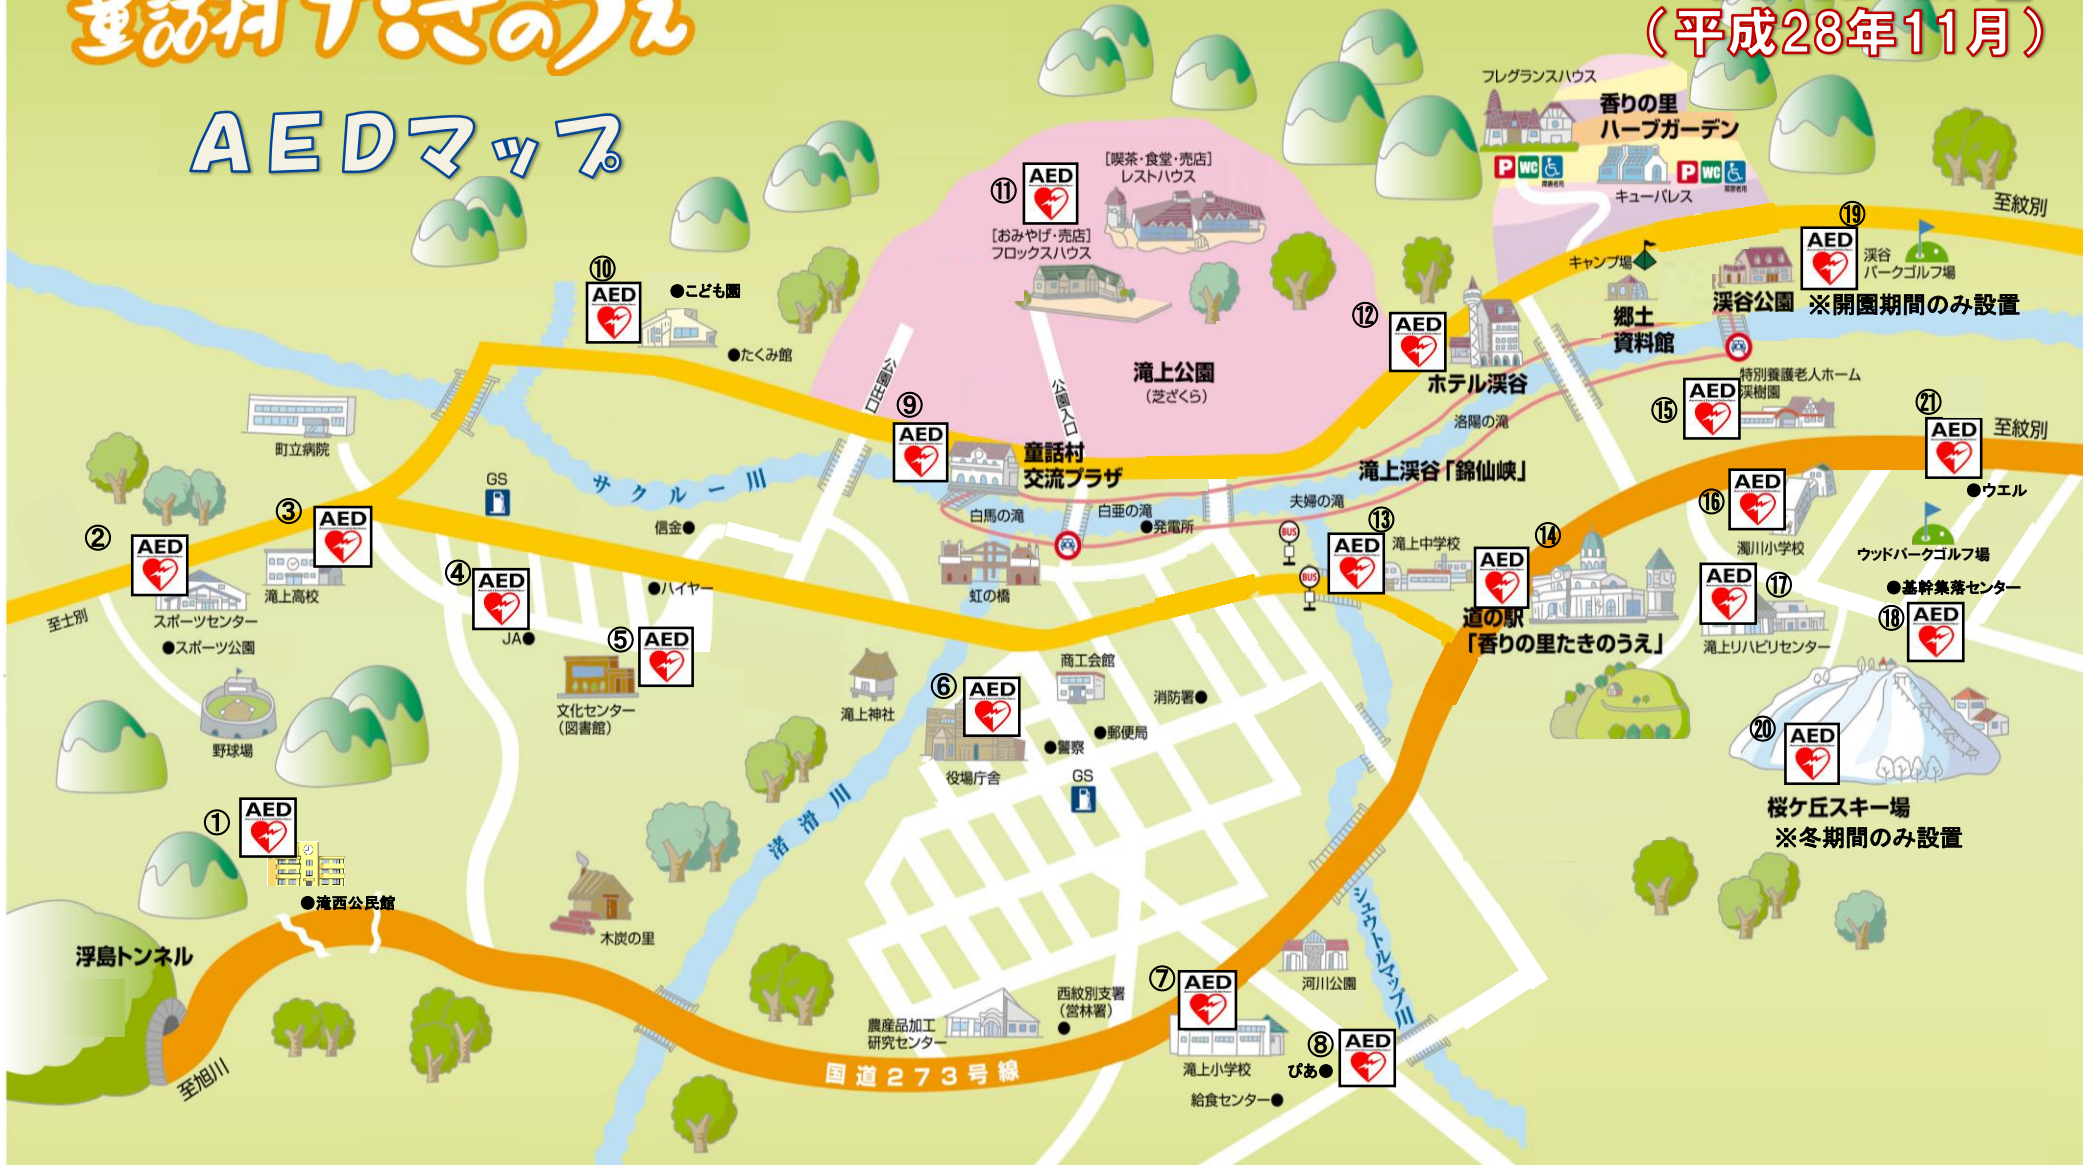 童話村たきのうえ
(平成28年11月)
AEDマップ
フレグランスハウス
香りの里
ハーブガーデン
P WC
障害者用
P WC
障害者用
キューパレス
至紋別
⑪
AED
[喫茶・食堂・売店]
レストハウス
[おみやげ・売店]
フロックスハウス
⑲
AED
渓谷
パークゴルフ場
キャンプ場
渓谷公園
※開園期間のみ設置
郷土
資料館
⑩
AED
●こども園
●たくみ館
⑫
AED
ホテル渓谷
滝上公園
(芝ざくら)
公園出口
公園入口
洛陽の滝
特別養護老人ホーム
渓樹園
⑮
AED
㉑
AED
至紋別
●ウエル
⑨
AED
童話村
交流プラザ
滝上渓谷「錦仙峡」
町立病院
サクルー川
GS
信金●
白馬の滝
白亜の滝
●発電所
夫婦の滝
⑯
AED
濁川小学校
ウッドパークゴルフ場
●基幹集落センター
②
AED
③
AED
滝上高校
スポーツセンター
●スポーツ公園
至士別
④
AED
JA●
●ハイヤー
虹の橋
BUS
BUS
⑬
AED
滝上中学校
⑭
AED
道の駅
「香りの里たきのうえ」
⑰
AED
滝上リハビリセンター
⑱
AED
⑤
AED
文化センター
(図書館)
野球場
滝上神社
⑥
AED
役場庁舎
商工会館
消防署●
●郵便局
●警察
GS
⑳
AED
桜ケ丘スキー場
※冬期間のみ設置
①
AED
●滝西公民館
渚滑川
木炭の里
浮島トンネル
至旭川
シュウトルマップ川
河川公園
西紋別支署
(営林署)
●
農産品加工
研究センター
⑦
AED
滝上小学校
⑧
AED
ぴあ●
給食センター●
国道273号線